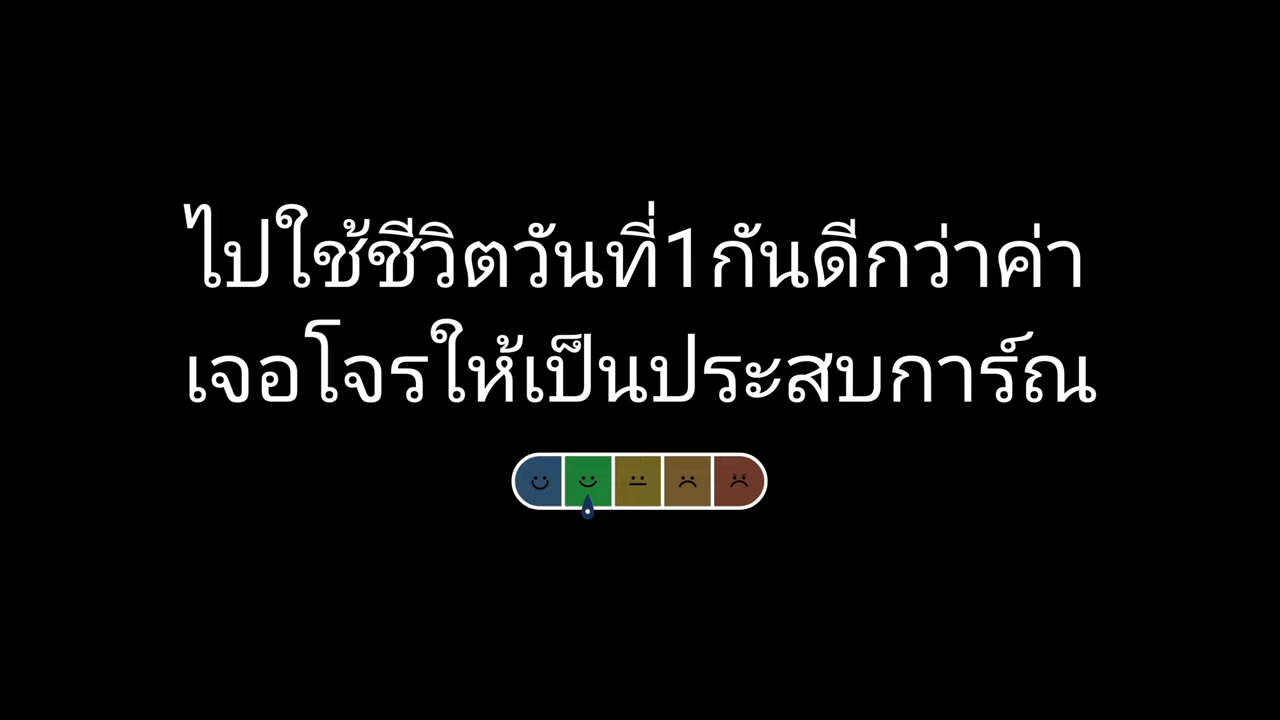 ไปใช้ชีวิตวันที่1กันดีกว่าค่า
เจอโจรให้เป็นประสบการ์ณ